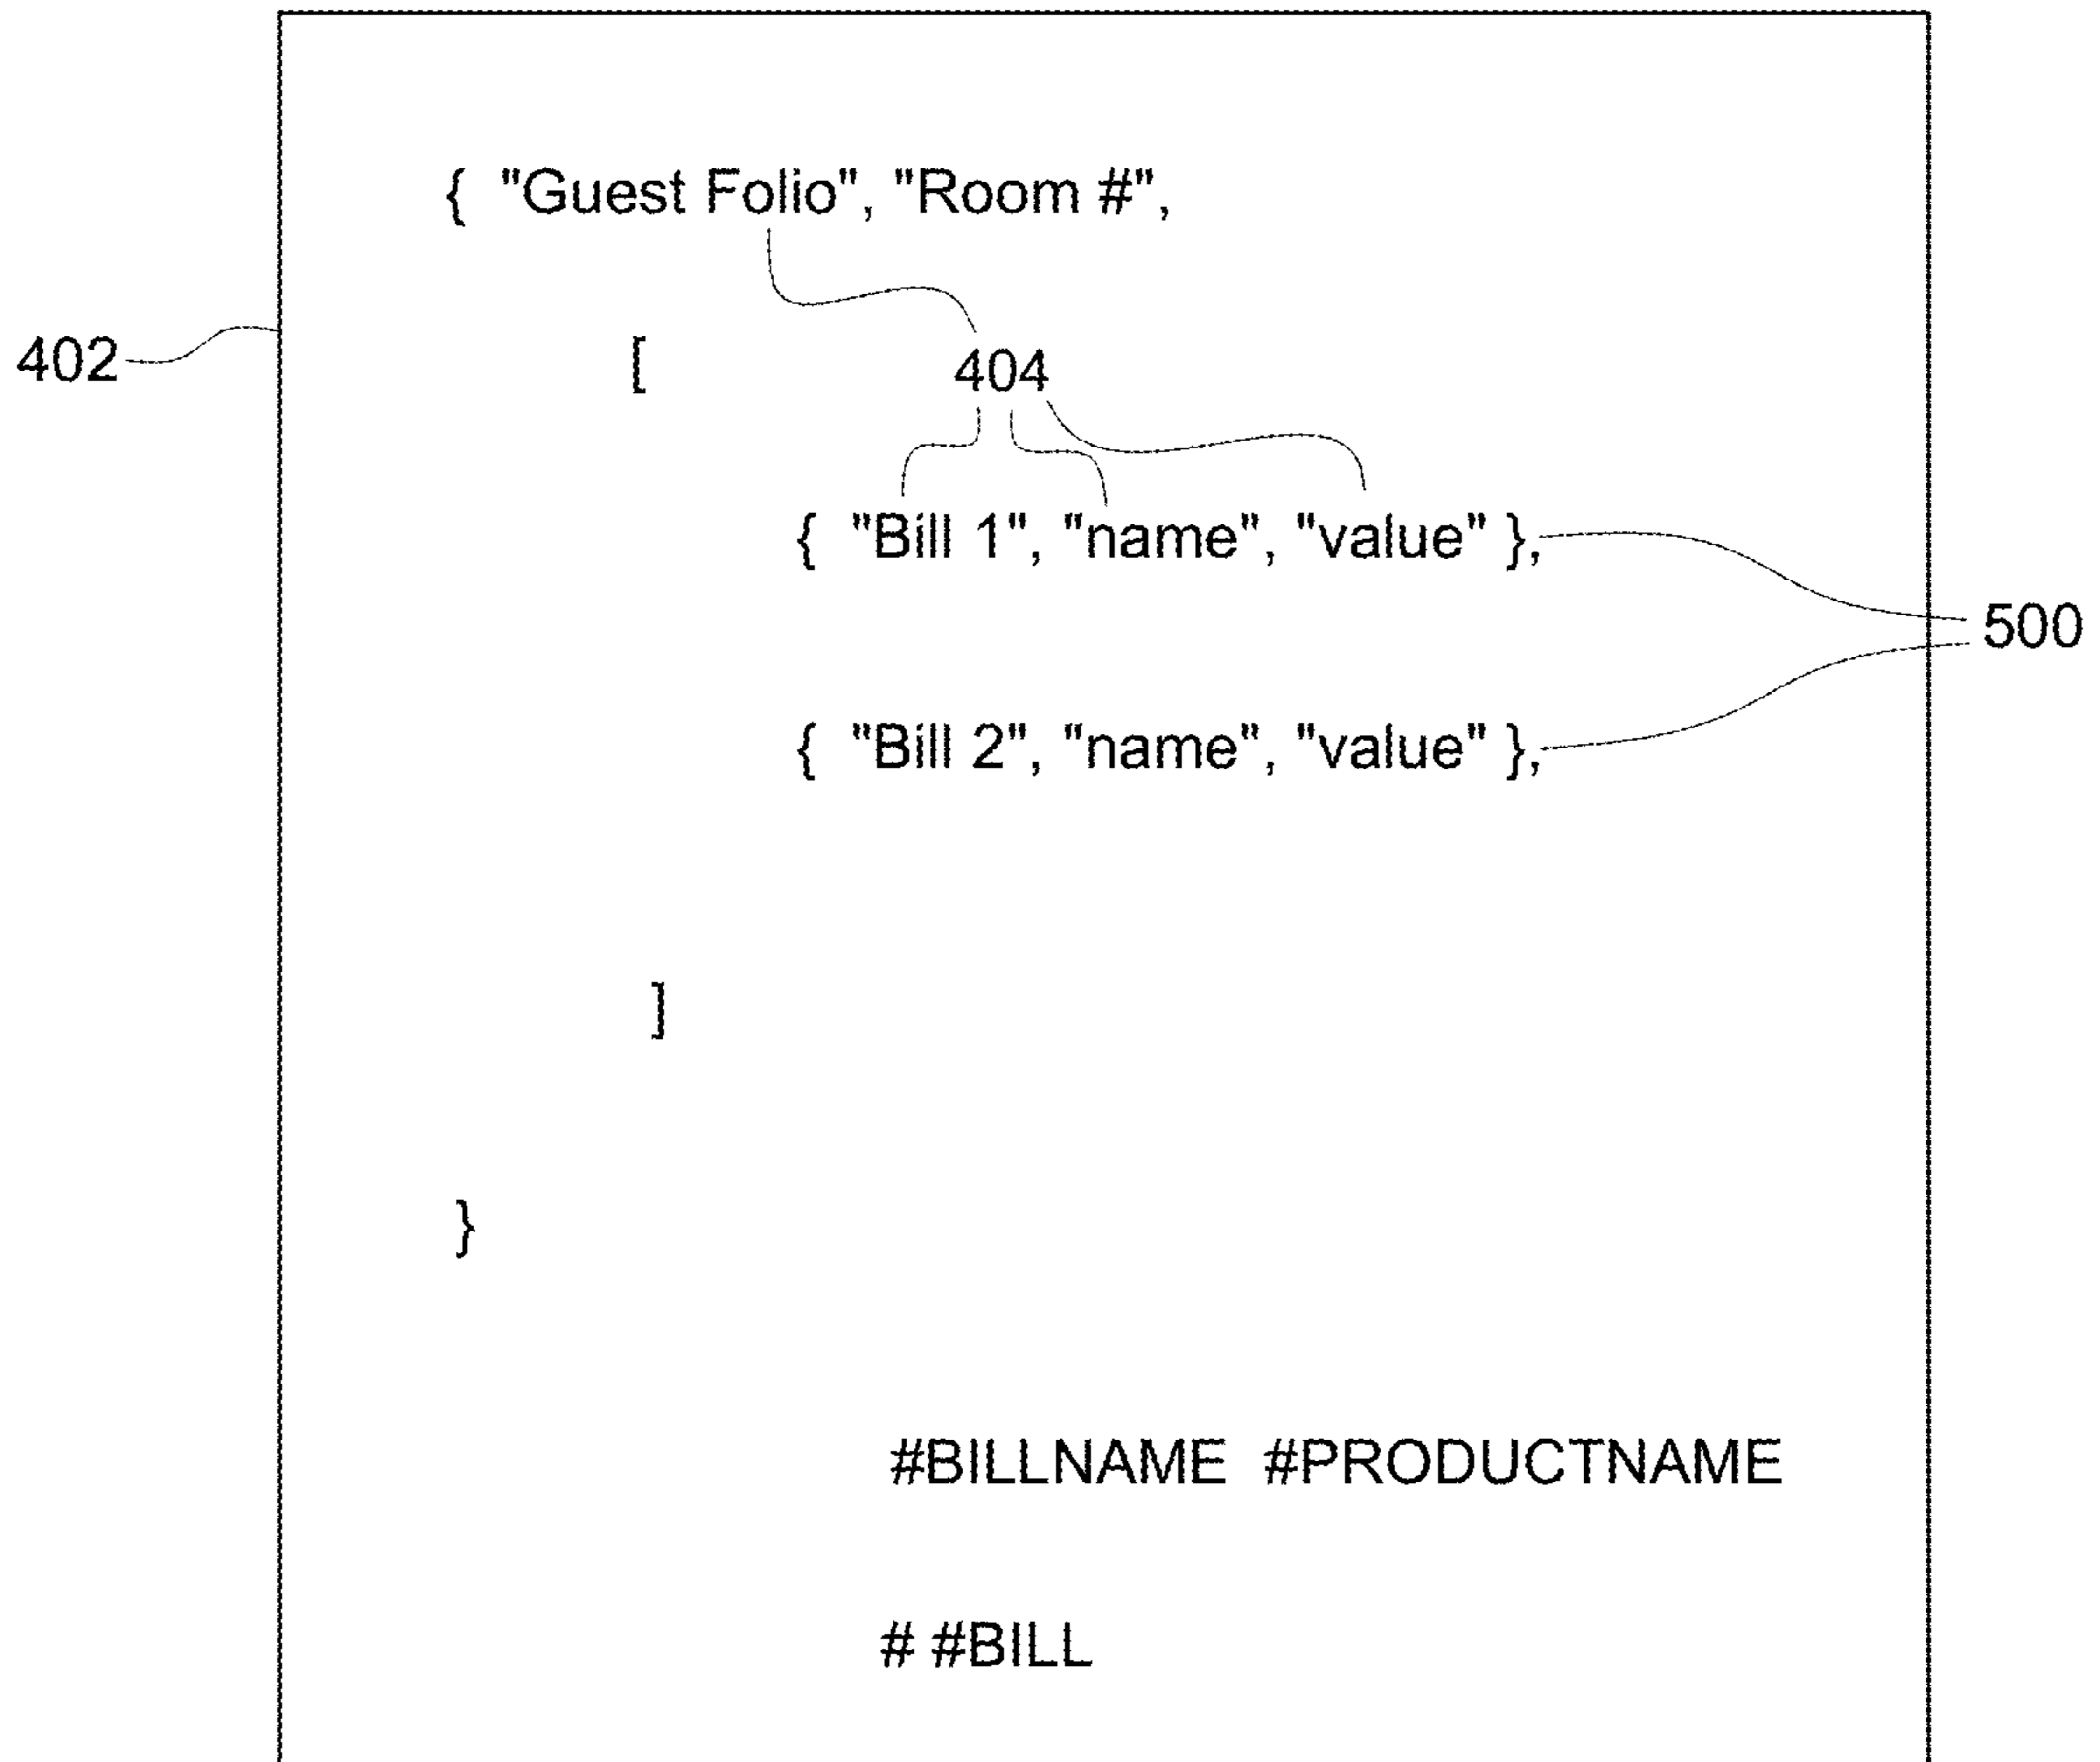 { "Guest Folio", "Room #",
402
[
404
{ "Bill 1", "name", "value" },
500
{ "Bill 2", "name", "value" },
]
}
#BILLNAME #PRODUCTNAME
# #BILL